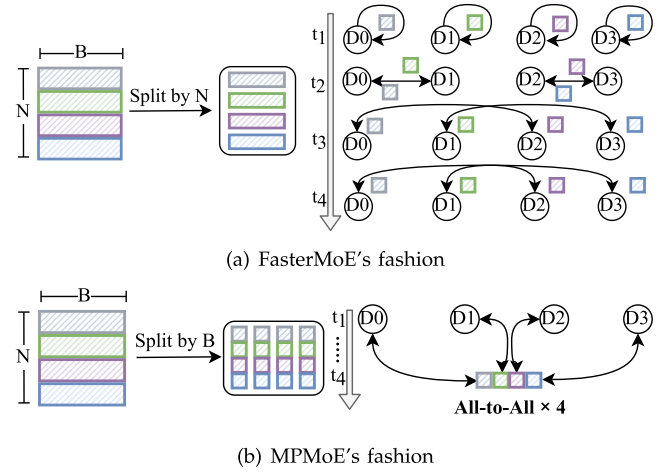 B
N
Split by N
t1
D0
D1
D2
D3
t2
D0
D1
D2
D3
t3
D0
D1
D2
D3
t4
D0
D1
D2
D3
(a) FasterMoE's fashion
B
N
Split by B
t1
t4
D0
D1
D2
D3
All-to-All × 4
(b) MPMoE's fashion